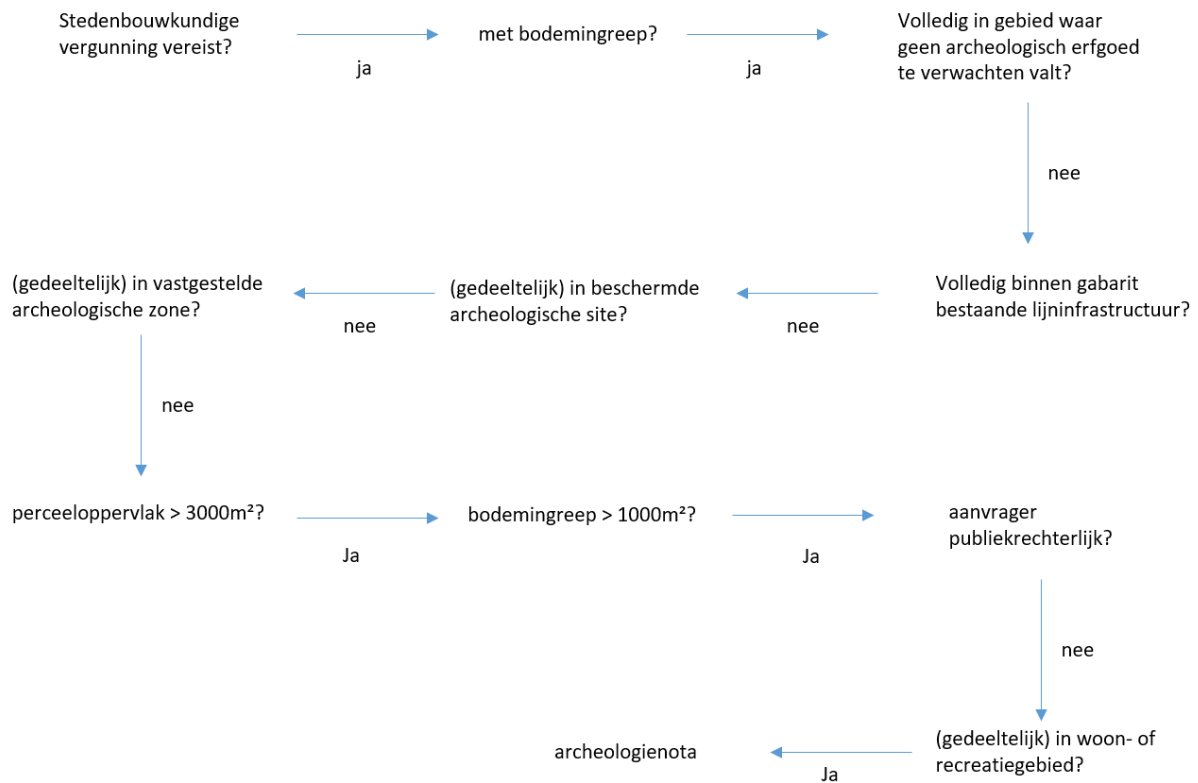 Stedenbouwkundige
vergunning vereist?
ja
met bodemingreep?
ja
Volledig in gebied waar
geen archeologisch erfgoed
te verwachten valt?
nee
Volledig binnen gabarit
bestaande lijninfrastructuur?
nee
(gedeeltelijk) in beschermde
archeologische site?
nee
(gedeeltelijk) in vastgestelde
archeologische zone?
nee
perceeloppervlak > 3000m²?
Ja
bodemingreep > 1000m²?
Ja
aanvrager
publiekrechterlijk?
nee
(gedeeltelijk) in woon- of
recreatiegebied?
Ja
archeologienota